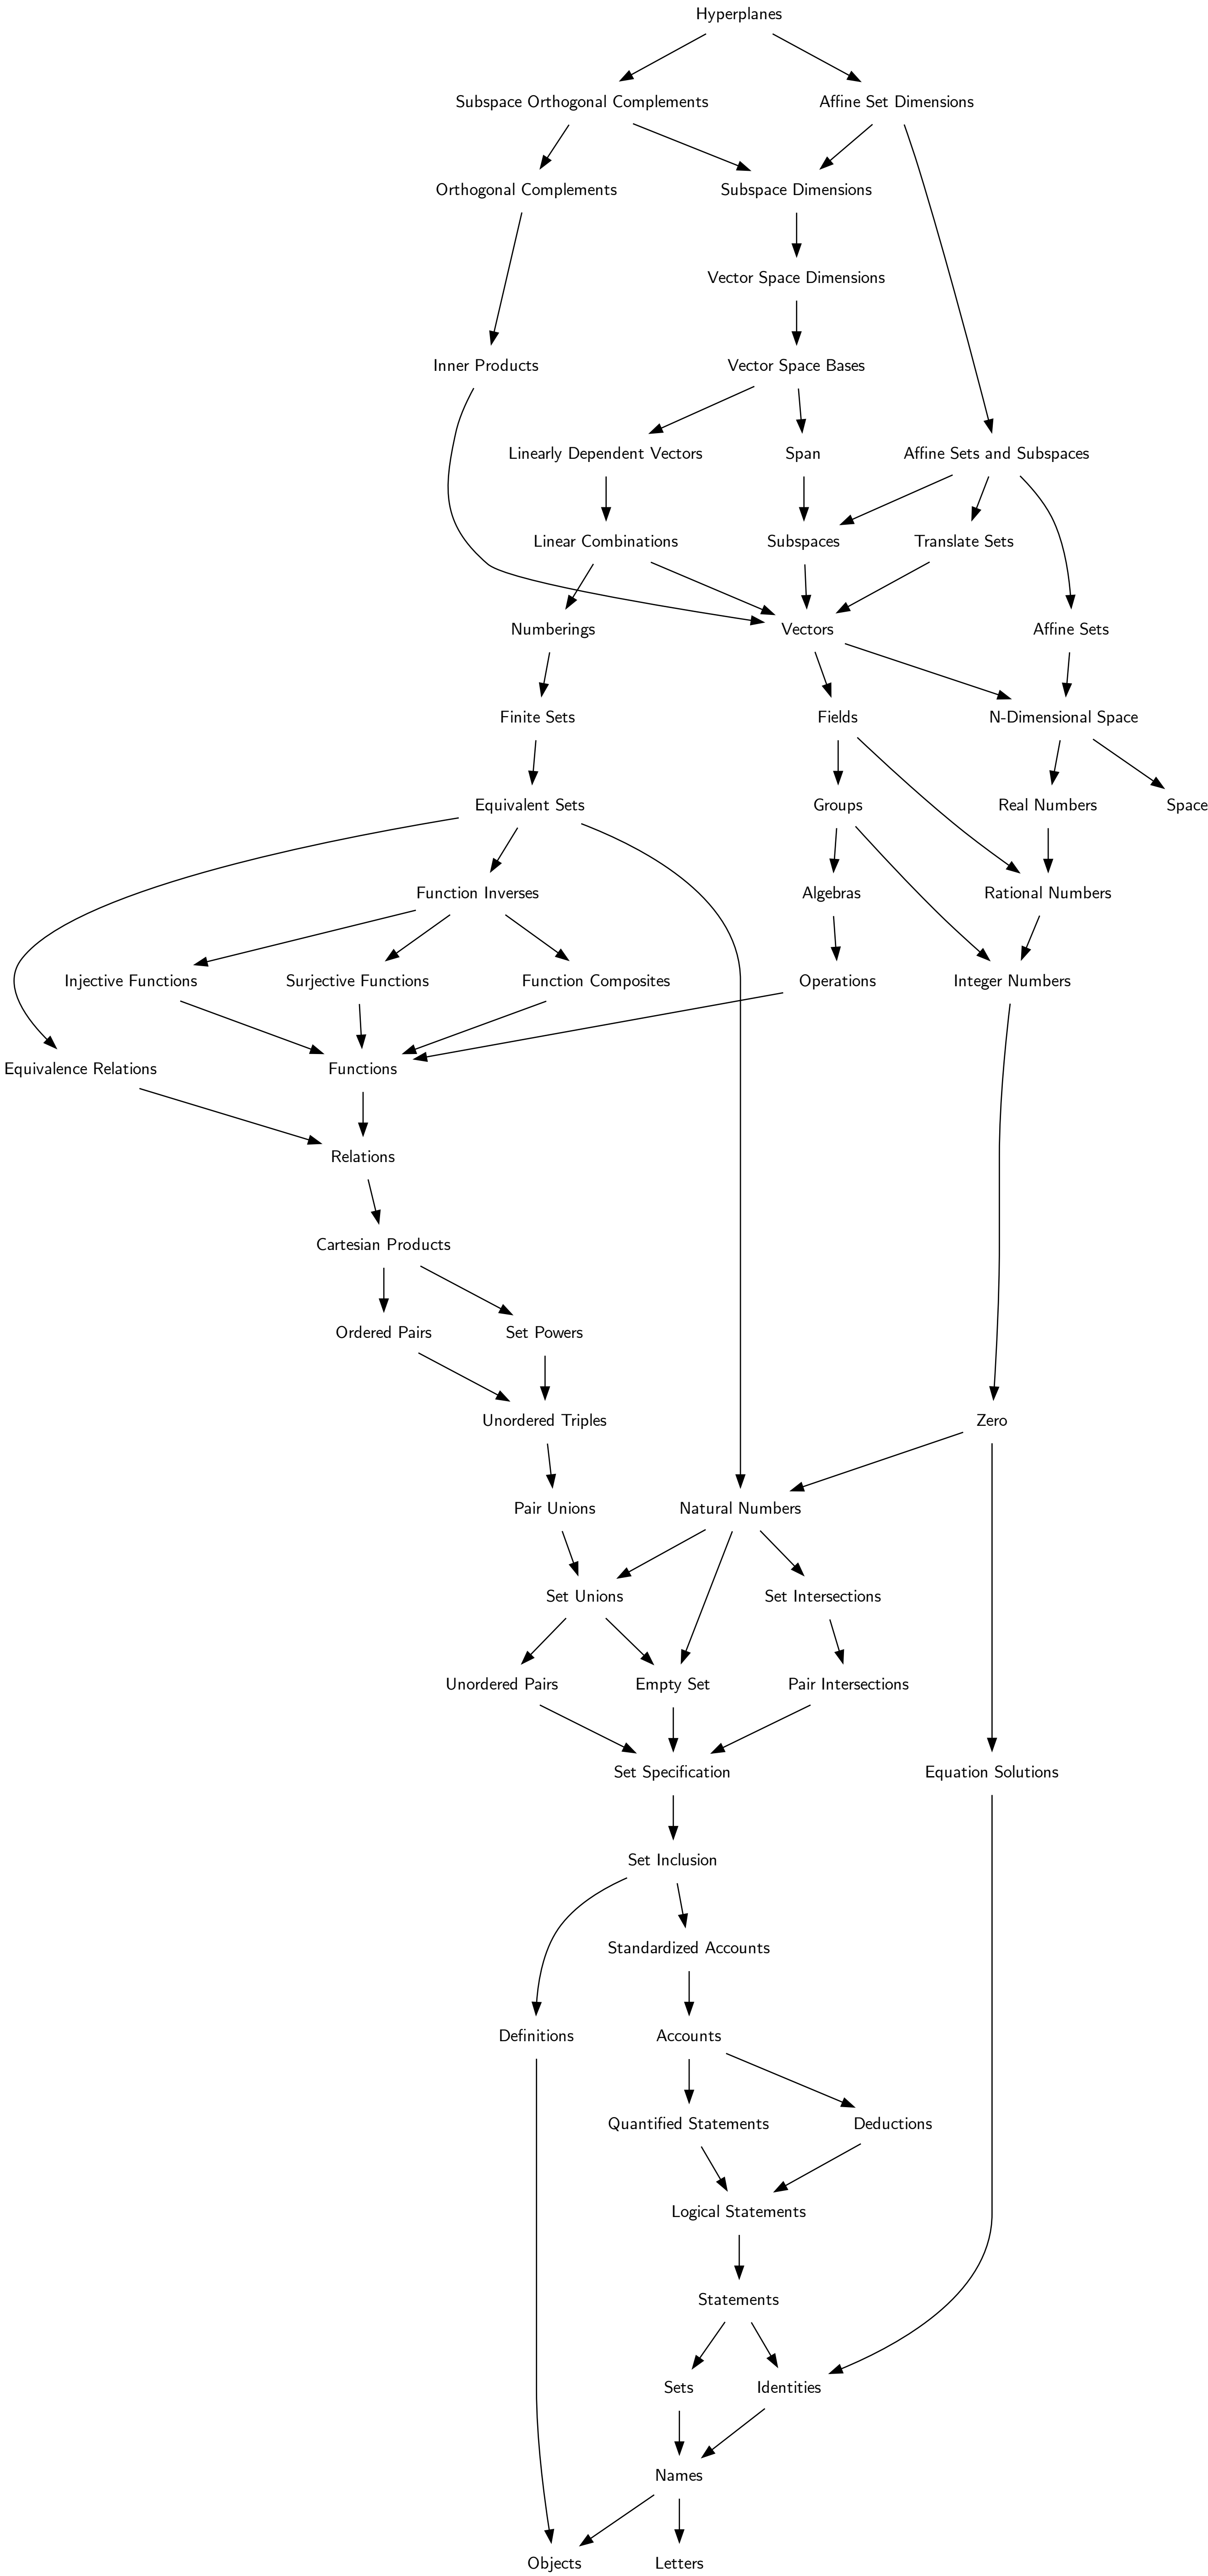 Hyperplanes
Subspace Orthogonal Complements
Affine Set Dimensions
Orthogonal Complements
Subspace Dimensions
Vector Space Dimensions
Inner Products
Vector Space Bases
Linearly Dependent Vectors
Span
Affine Sets and Subspaces
Linear Combinations
Subspaces
Translate Sets
Numberings
Vectors
Affine Sets
Finite Sets
Fields
N-Dimensional Space
Equivalent Sets
Groups
Real Numbers
Space
Function Inverses
Algebras
Rational Numbers
Injective Functions
Surjective Functions
Function Composites
Operations
Integer Numbers
Equivalence Relations
Functions
Relations
Cartesian Products
Ordered Pairs
Set Powers
Unordered Triples
Zero
Pair Unions
Natural Numbers
Set Unions
Set Intersections
Unordered Pairs
Empty Set
Pair Intersections
Set Specification
Equation Solutions
Set Inclusion
Standardized Accounts
Definitions
Accounts
Quantified Statements
Deductions
Logical Statements
Statements
Sets
Identities
Names
Objects
Letters